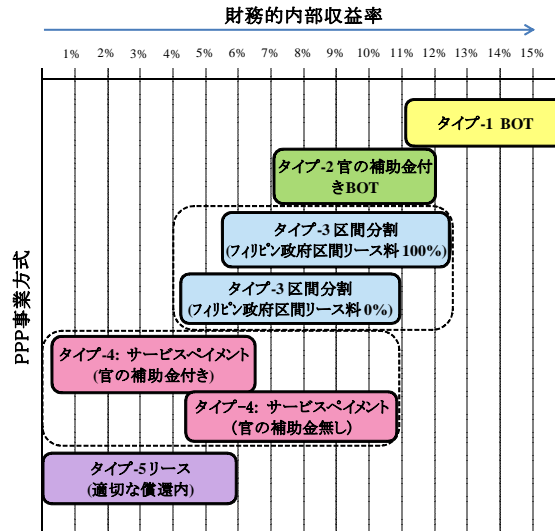 財務的内部収益率
1% 2% 3% 4% 5% 6% 7% 8% 9% 10% 11% 12% 13% 14% 15%
PPP事業方式
タイプ-1 BOT
タイプ-2 官の補助金付
きBOT
タイプ-3 区間分割
(フィリピン政府区間リース料 100%)
タイプ-3 区間分割
(フィリピン政府区間リース料 0%)
タイプ-4: サービスペイメント
(官の補助金付き)
タイプ-4: サービスペイメント
(官の補助金無し)
タイプ-5リース
(適切な償還内)